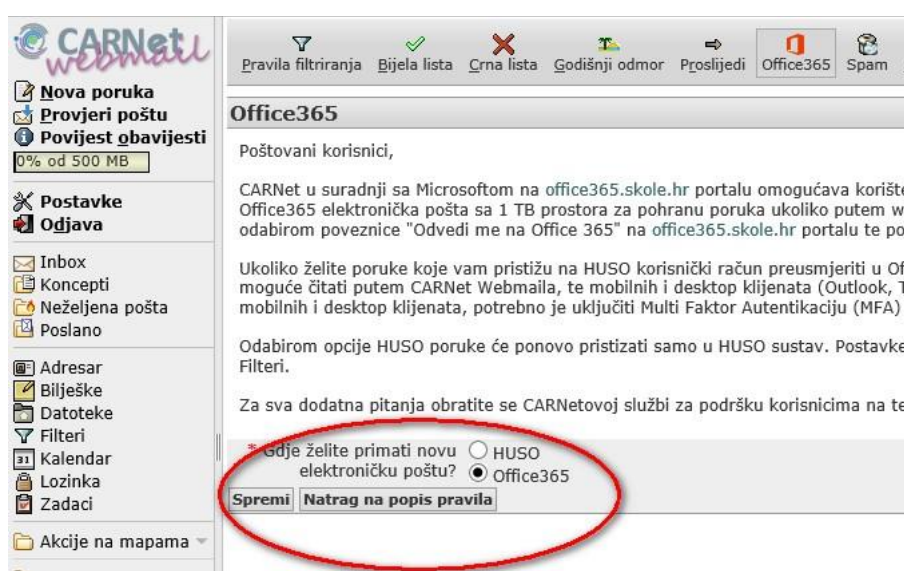 CARNet
webmail
Nova poruka
Provjeri poštu
Povijest obavijesti
0% od 500 MB
Postavke
Odjava
Inbox
Koncepti
Neželjena pošta
Poslano
Adresar
Bilješke
Datoteke
Filteri
Kalendar
Lozinka
Zadaci
Akcije na mapama
Pravila filtriranja Bijela lista Crna lista Godišnji odmor Proslijedi Office365 Spam
Office365
Poštovani korisnici,
CARNet u suradnji sa Microsoftom na office365.skole.hr portalu omogućava korište
Office365 elektronička pošta sa 1 TB prostora za pohranu poruka ukoliko putem w
odabirom poveznice "Odvedi me na Office 365" na office365.skole.hr portalu te po
Ukoliko želite poruke koje vam pristižu na HUSO korisnički račun preusmjeriti u Of
moguće čitati putem CARNet Webmaila, te mobilnih i desktop klijenata (Outlook, T
mobilnih i desktop klijenata, potrebno je uključiti Multi Faktor Autentikaciju (MFA)
Odabirom opcije HUSO poruke će ponovo pristizati samo u HUSO sustav. Postavke
Filteri.
Za sva dodatna pitanja obratite se CARNetovoj službi za podršku korisnicima na te
* Gdje želite primati novu HUSO
elektroničku poštu? Office365
Spremi Natrag na popis pravila